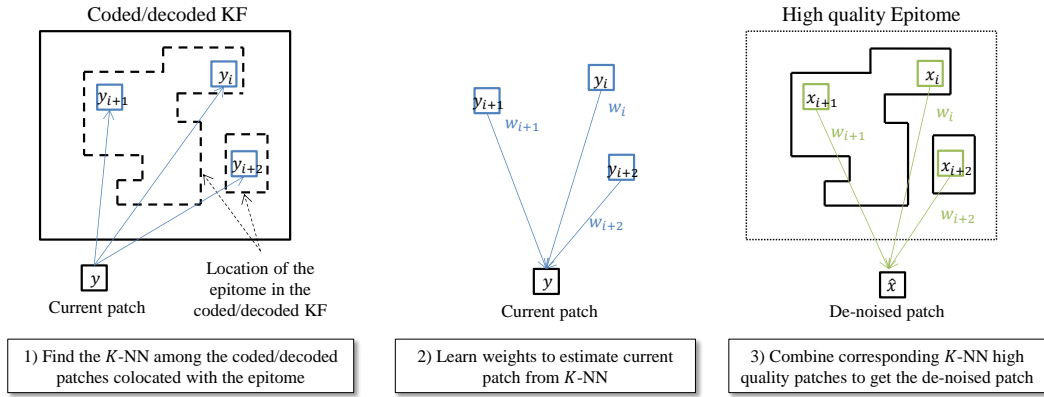 Coded/decoded KF
y_i
y_{i+1}
y_{i+2}
y
Current patch
Location of the
epitome in the
coded/decoded KF
1) Find the K-NN among the coded/decoded
patches colocated with the epitome
y_i
y_{i+1}
w_{i+1}
w_i
y_{i+2}
w_{i+2}
y
Current patch
2) Learn weights to estimate current
patch from K-NN
High quality Epitome
x_i
x_{i+1}
w_i
w_{i+1}
x_{i+2}
w_{i+2}
x̂
De-noised patch
3) Combine corresponding K-NN high
quality patches to get the de-noised patch